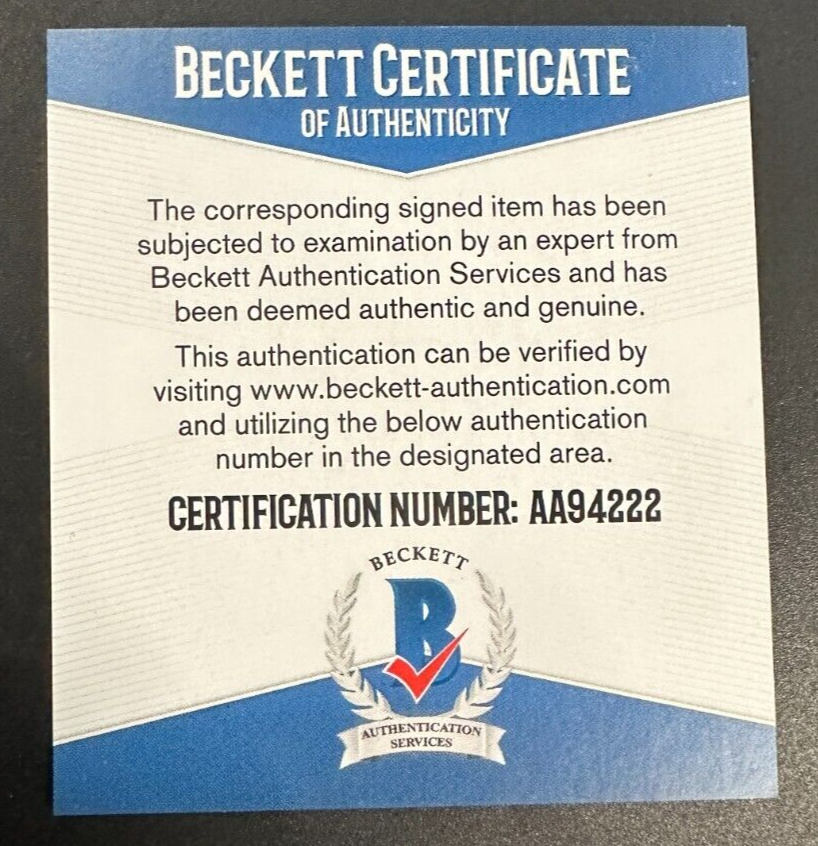 BECKETT CERTIFICATE
OF AUTHENTICITY
The corresponding signed item has been
subjected to examination by an expert from
Beckett Authentication Services and has
been deemed authentic and genuine.
This authentication can be verified by
visiting www.beckett-authentication.com
and utilizing the below authentication
number in the designated area.
CERTIFICATION NUMBER: AA94222
BECKETT
B
AUTHENTICATION
SERVICES